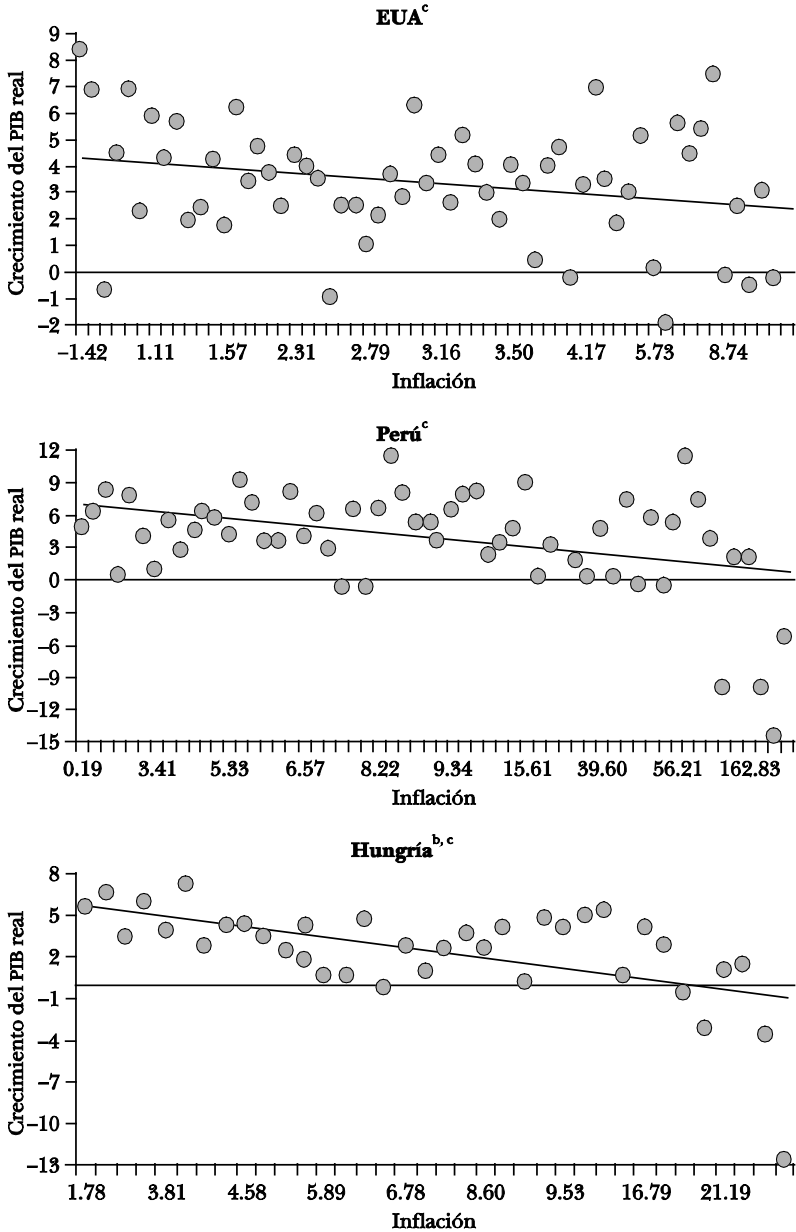 EUAᶜ
Crecimiento del PIB real
9
8
7
6
5
4
3
2
1
0
–1
–2
–1.42 1.11 1.57 2.31 2.79 3.16 3.50 4.17 5.73 8.74
Inflación
Perúᶜ
Crecimiento del PIB real
12
9
6
3
0
–3
–6
–9
–12
–15
0.19 3.41 5.33 6.57 8.22 9.34 15.61 39.60 56.21 162.83
Inflación
Hungríaᵇ, ᶜ
Crecimiento del PIB real
8
5
2
–1
–4
–7
–10
–13
1.78 3.81 4.58 5.89 6.78 8.60 9.53 16.79 21.19
Inflación